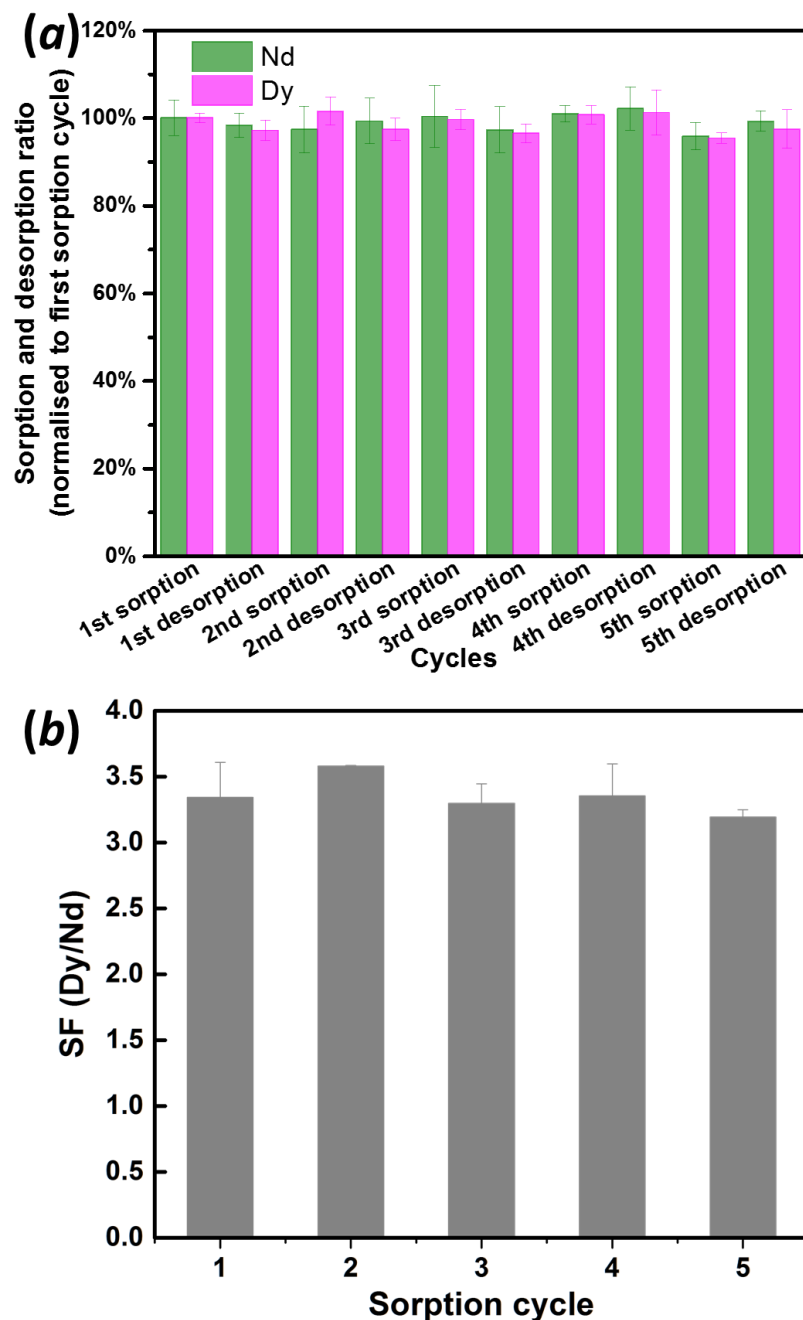 (a)
Nd
Dy
Sorption and desorption ratio
(normalised to first sorption cycle)
120%
100%
80%
60%
40%
20%
0%
1st sorption
1st desorption
2nd sorption
2nd desorption
3rd sorption
3rd desorption
4th sorption
4th desorption
5th sorption
5th desorption
Cycles
(b)
SF (Dy/Nd)
4.0
3.5
3.0
2.5
2.0
1.5
1.0
0.5
0.0
1 2 3 4 5
Sorption cycle